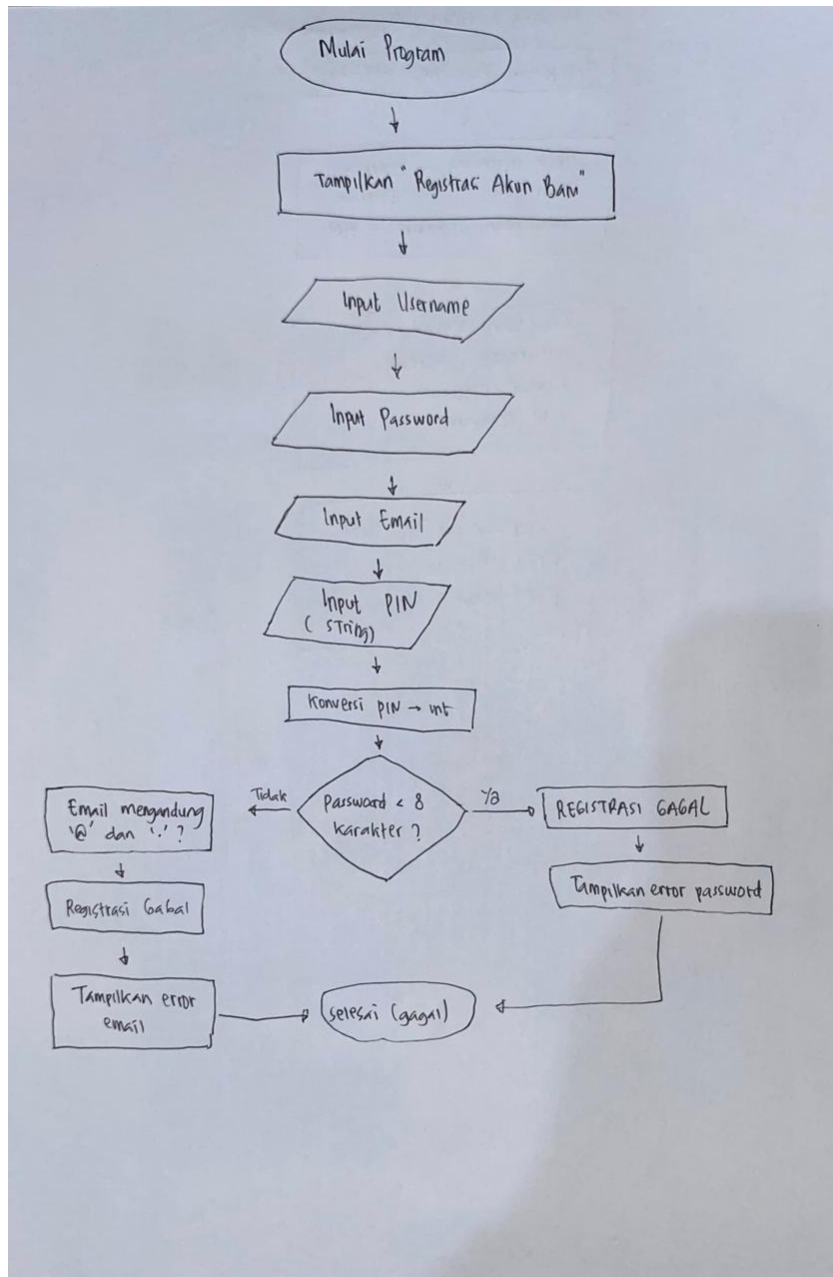 Mulai Program
Tampilkan "Registrasi Akun Baru"
Input Username
Input Password
Input Email
Input PIN
(STring)
Konversi PIN → int
Password < 8
karakter ?
Tidak
Ya
Email mengandung
'@' dan '.' ?
REGISTRASI GAGAL
Registrasi Gagal
Tampilkan error password
Tampilkan error
email
selesai (gagal)